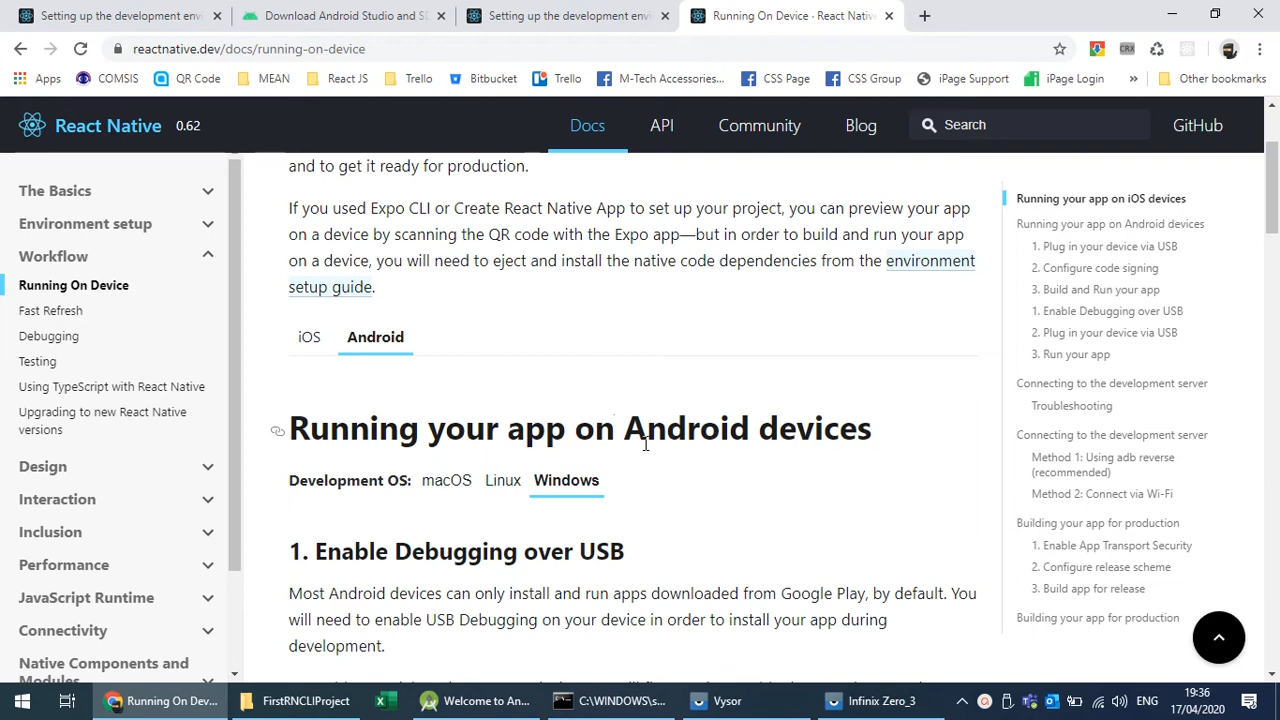 Setting up the development envi
Download Android Studio and SD
Setting up the development envi
Running On Device · React Native
reactnative.dev/docs/running-on-device
CRX
Apps
COMSIS
QR Code
MEAN
React JS
Trello
Bitbucket
Trello
M-Tech Accessories...
CSS Page
CSS Group
iPage Support
iPage Login
»
Other bookmarks
React Native 0.62
Docs
API
Community
Blog
Search
GitHub
The Basics
Environment setup
Workflow
Running On Device
Fast Refresh
Debugging
Testing
Using TypeScript with React Native
Upgrading to new React Native
versions
Design
Interaction
Inclusion
Performance
JavaScript Runtime
Connectivity
Native Components and
and to get it ready for production.
If you used Expo CLI or Create React Native App to set up your project, you can preview your app
on a device by scanning the QR code with the Expo app—but in order to build and run your app
on a device, you will need to eject and install the native code dependencies from the environment
setup guide.
iOS Android
Running your app on Android devices
Development OS: macOS Linux Windows
1. Enable Debugging over USB
Most Android devices can only install and run apps downloaded from Google Play, by default. You
will need to enable USB Debugging on your device in order to install your app during
development.
Running your app on iOS devices
Running your app on Android devices
1. Plug in your device via USB
2. Configure code signing
3. Build and Run your app
1. Enable Debugging over USB
2. Plug in your device via USB
3. Run your app
Connecting to the development server
Troubleshooting
Connecting to the development server
Method 1: Using adb reverse
(recommended)
Method 2: Connect via Wi-Fi
Building your app for production
1. Enable App Transport Security
2. Configure release scheme
3. Build app for release
Building your app for production
Running On Dev...
FirstRNCLIProject
Welcome to An...
C:\WINDOWS\s...
Vysor
Infinix Zero_3
ENG
19:36
17/04/2020